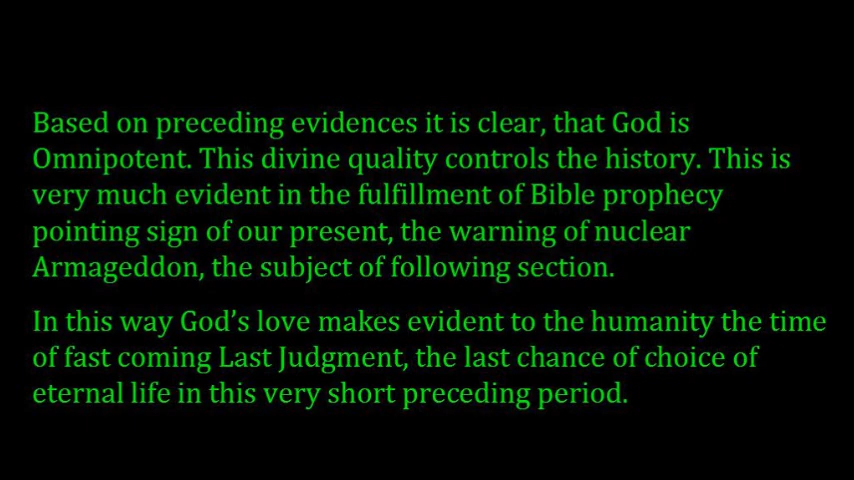 Based on preceding evidences it is clear, that God is
Omnipotent. This divine quality controls the history. This is
very much evident in the fulfillment of Bible prophecy
pointing sign of our present, the warning of nuclear
Armageddon, the subject of following section.
In this way God’s love makes evident to the humanity the time
of fast coming Last Judgment, the last chance of choice of
eternal life in this very short preceding period.